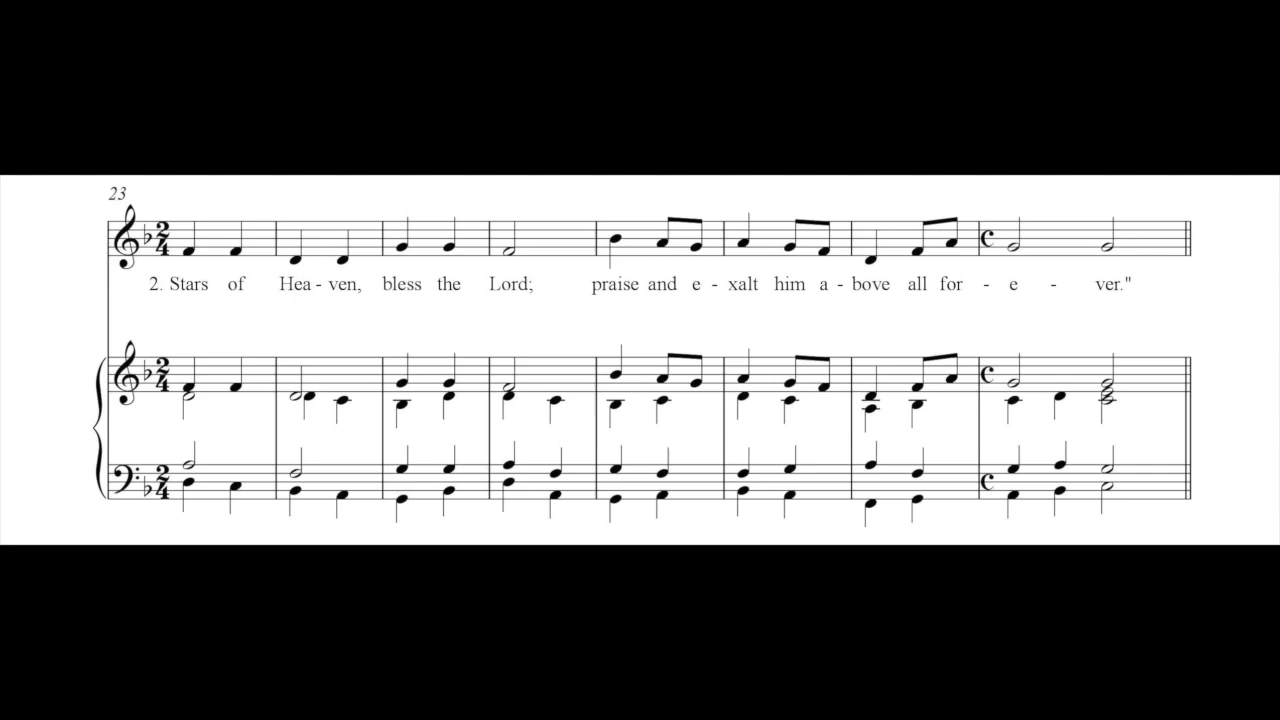 23
2. Stars of Hea - ven, bless the Lord; praise and e - xalt him a - bove all for - e - ver."